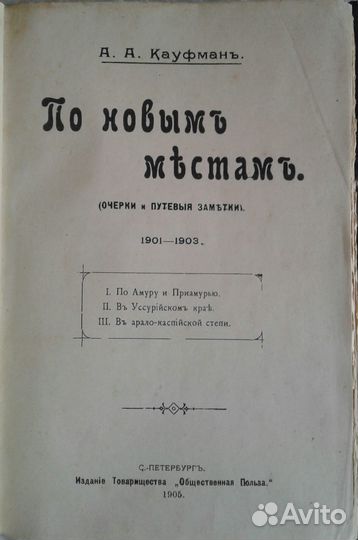 А. А. Кауфманъ.
По новымъ
мѣстамъ.
(ОЧЕРКИ и ПУТЕВЫЯ ЗАМѢТКИ).
1901—1903.
I. По Амуру и Приамурью.
II. Въ Уссурійскомъ краѣ.
III. Въ арало-каспійской степи.
С.-ПЕТЕРБУРГЪ.
Изданіе Товарищества „Общественная Польза."
1905.
Avito